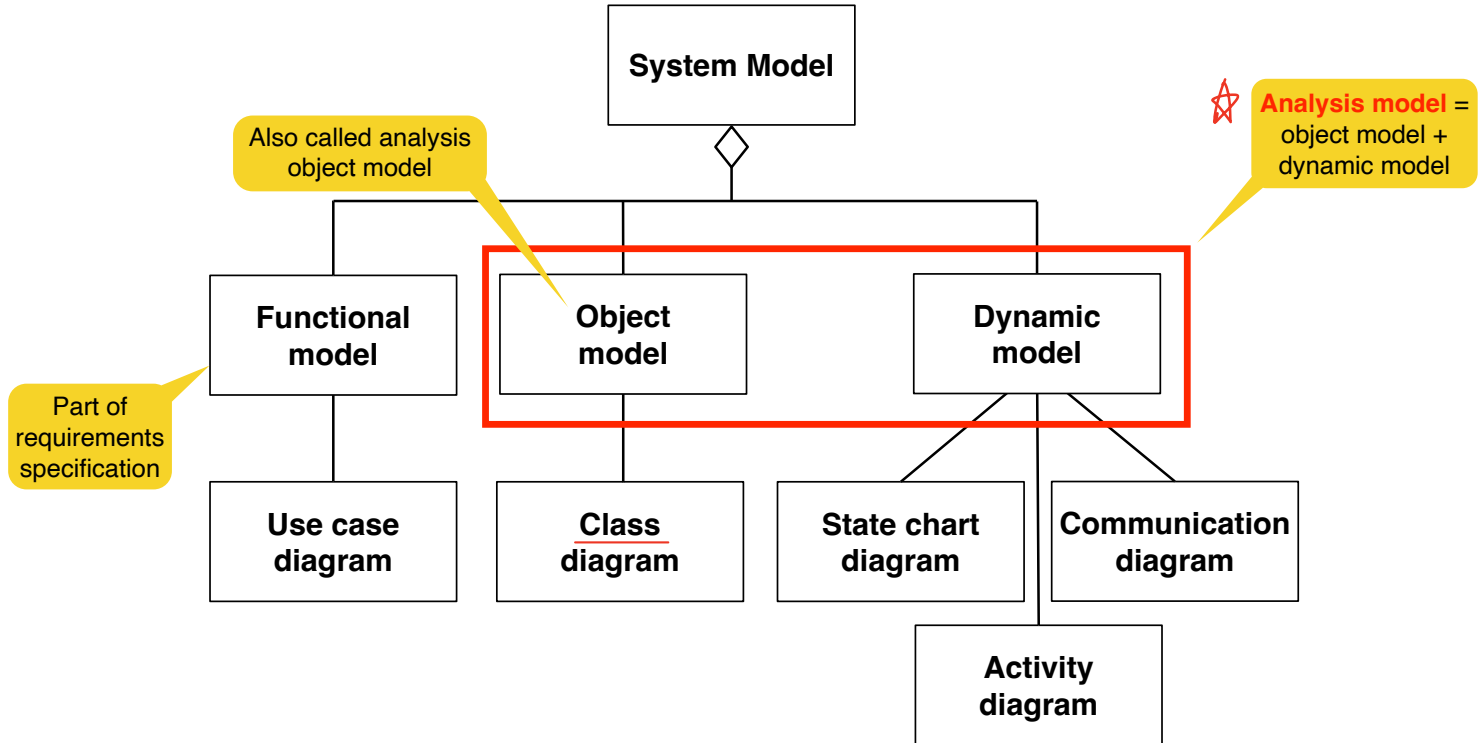 System Model
Also called analysis
object model
Analysis model =
object model +
dynamic model
Functional
model
Object
model
Dynamic
model
Part of
requirements
specification
Use case
diagram
Class
diagram
State chart
diagram
Communication
diagram
Activity
diagram